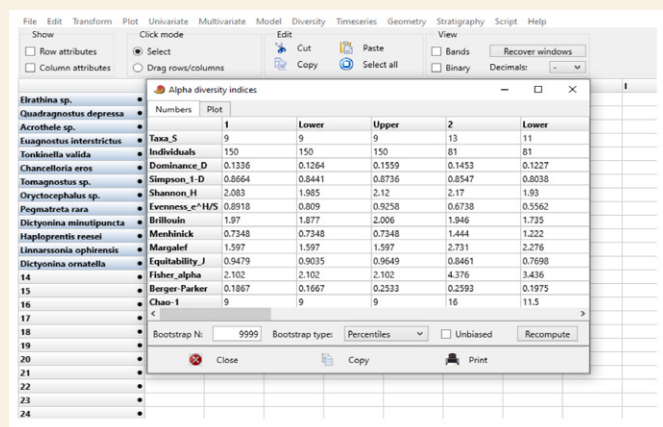 File Edit Transform Plot Univariate Multivariate Model Diversity Timeseries Geometry Stratigraphy Script Help
Show Click mode Edit View
Row attributes Select Cut Paste Bands Recover windows
Column attributes Drag rows/columns Copy Select all Binary Decimals: -
Alpha diversity indices
Numbers Plot
1 Lower Upper 2 Lower
Taxa_S 9 9 9 13 11
Individuals 150 150 150 81 81
Dominance_D 0.1336 0.1264 0.1559 0.1453 0.1227
Simpson_1-D 0.8664 0.8441 0.8736 0.8547 0.8038
Shannon_H 2.083 1.985 2.12 2.17 1.93
Evenness_e^H/S 0.8918 0.809 0.9258 0.6738 0.5562
Brillouin 1.97 1.877 2.006 1.946 1.735
Menhinick 0.7348 0.7348 0.7348 1.444 1.222
Margalef 1.597 1.597 1.597 2.731 2.276
Equitability_J 0.9479 0.9035 0.9649 0.8461 0.7698
Fisher_alpha 2.102 2.102 2.102 4.376 3.436
Berger-Parker 0.1867 0.1667 0.2533 0.2593 0.1975
Chao-1 9 9 9 16 11.5
Bootstrap N: 9999 Bootstrap type: Percentiles Unbiased Recompute
Close Copy Print
Elrathina sp.
Quadragnostus depressa
Acrothele sp.
Euagnostus interstrictus
Tonkinella valida
Chancelloria eros
Tomagnostus sp.
Oryctocephalus sp.
Pegmatreta rara
Dictyonina minutipuncta
Haploprentis reesei
Linnarssonia ophirensis
Dictyonina ornatella
14
15
16
17
18
19
20
21
22
23
24